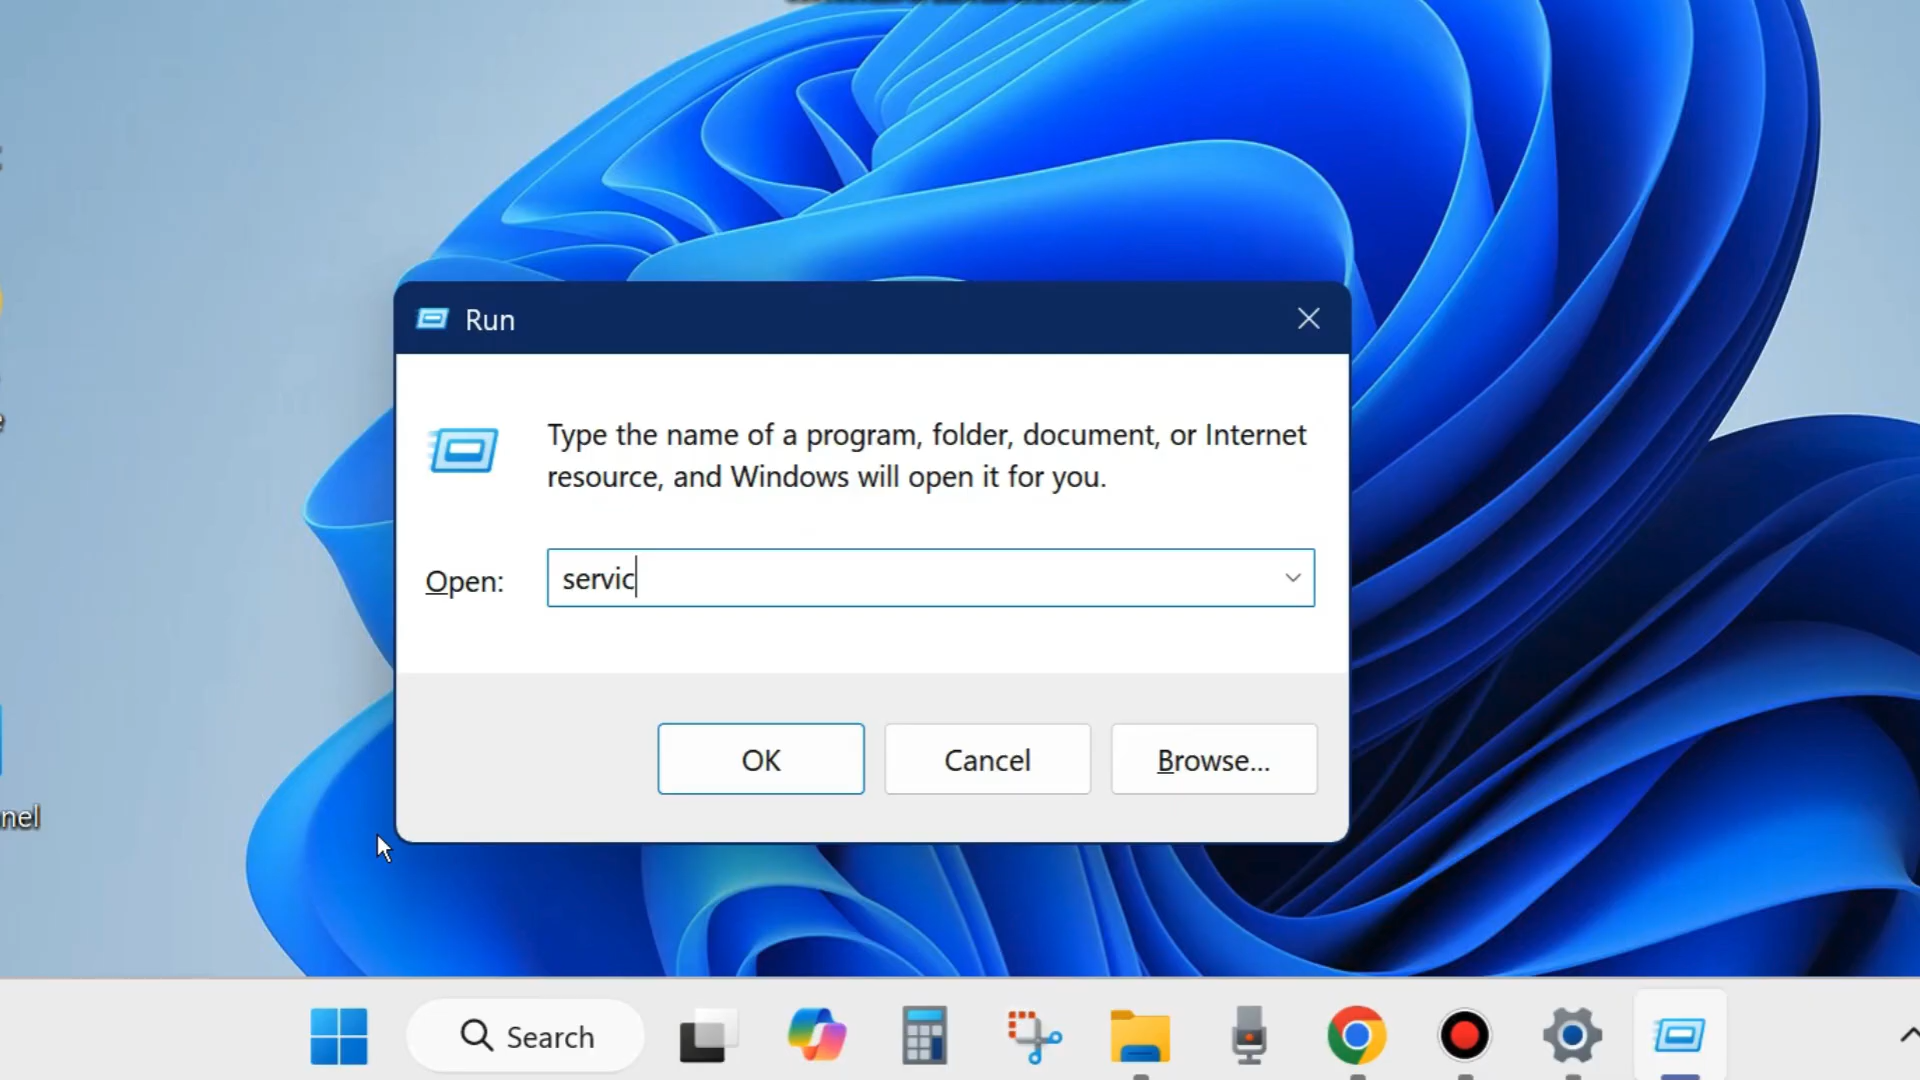 Run
Type the name of a program, folder, document, or Internet
resource, and Windows will open it for you.
Open:
servic
OK
Cancel
Browse...
nel
Search